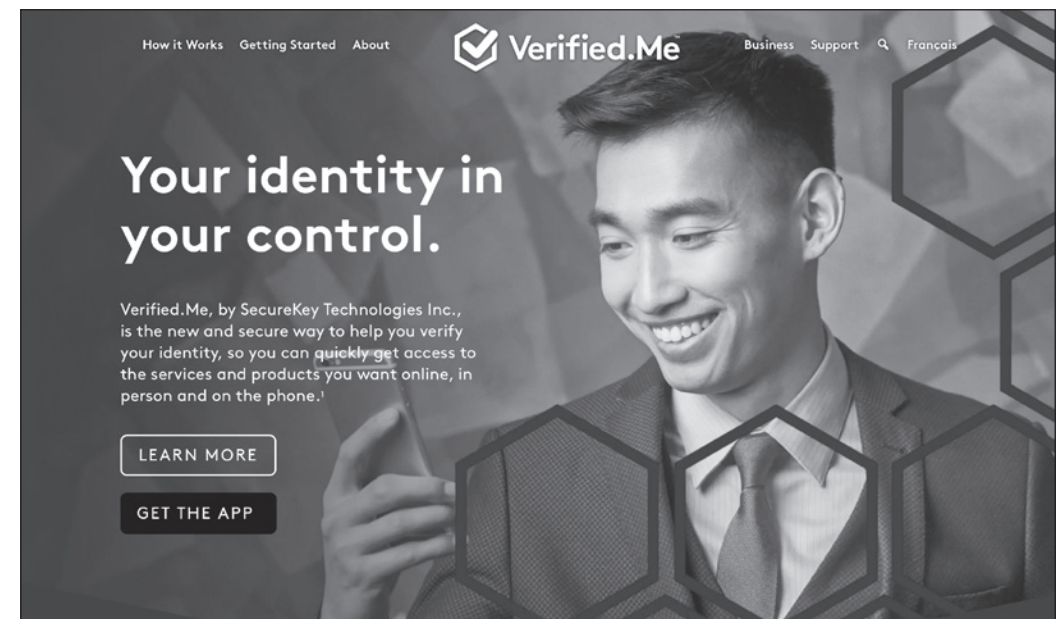 How it Works Getting Started About Verified.Me™ Business Support Français
Your identity in
your control.
Verified.Me, by SecureKey Technologies Inc.,
is the new and secure way to help you verify
your identity, so you can quickly get access to
the services and products you want online, in
person and on the phone.¹
LEARN MORE
GET THE APP